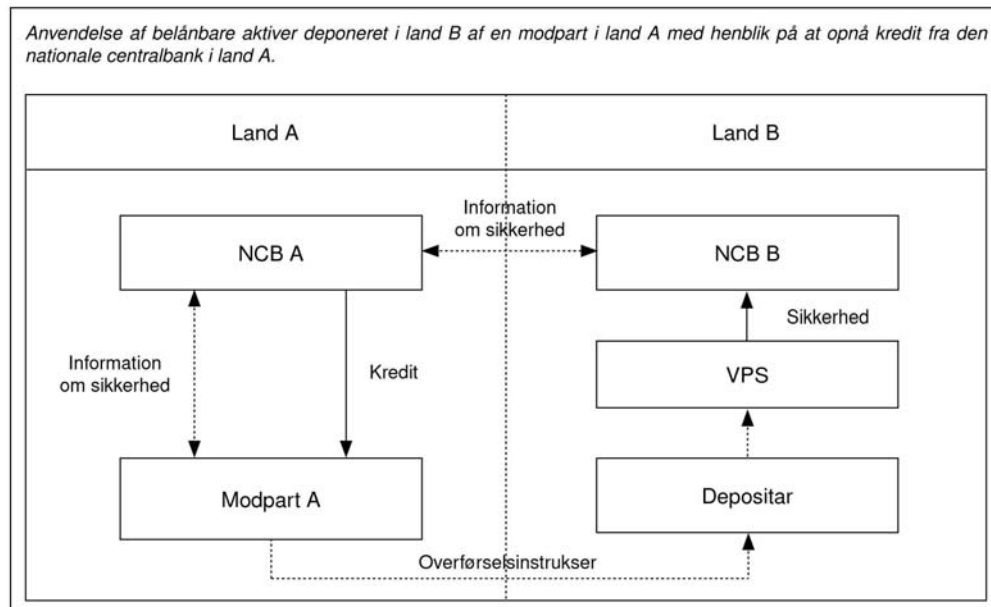 Anvendelse af belånbare aktiver deponeret i land B af en modpart i land A med henblik på at opnå kredit fra den
nationale centralbank i land A.
Land A
Land B
Information
om sikkerhed
NCB A
NCB B
Sikkerhed
Information
om sikkerhed
Kredit
VPS
Modpart A
Depositar
Overførselsinstrukser